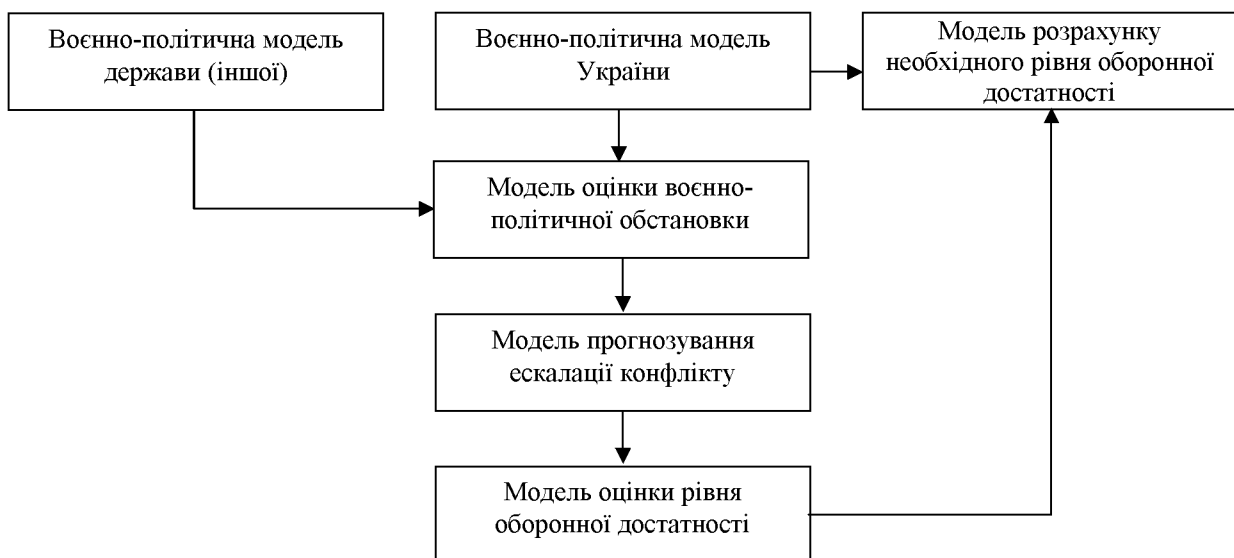 Воєнно-політична модель
держави (іншої)
Воєнно-політична модель
України
Модель розрахунку
необхідного рівня оборонної
достатності
Модель оцінки воєнно-
політичної обстановки
Модель прогнозування
ескалації конфлікту
Модель оцінки рівня
оборонної достатності